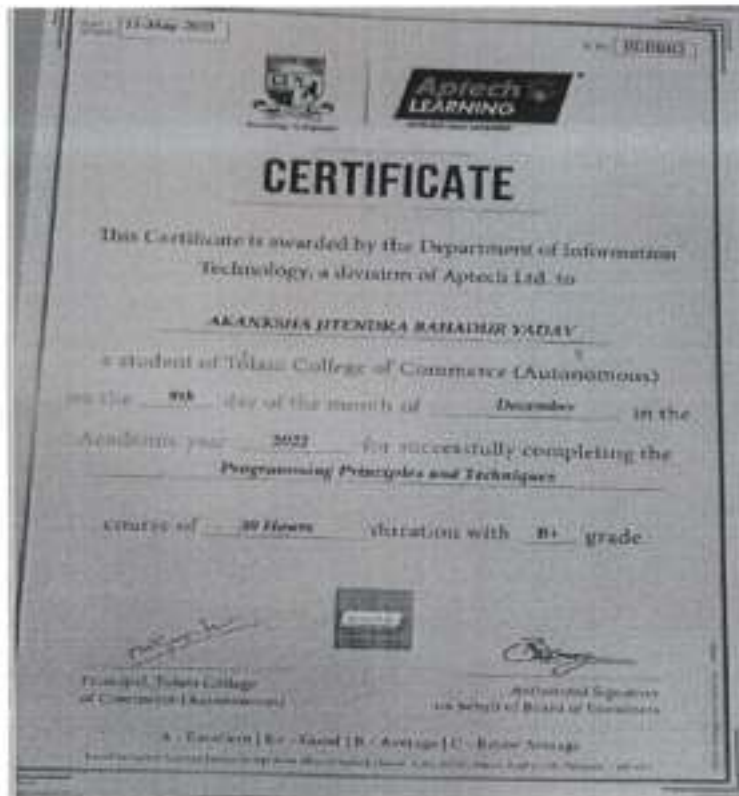 11-May-2023
Aptech
LEARNING
CERTIFICATE
This Certificate is awarded by the Department of Information
Technology, a division of Aptech Ltd. to
AKANKSHA JITENDRA BAHADUR YADAV
a student of Tolani College of Commerce (Autonomous)
on the day of the month of December in the
Academic year 2022 for successfully completing the
Programming Principles and Techniques
course of 30 Hours duration with B+ grade
Principal, Tolani College
of Commerce (Autonomous)
Authorised Signatory
on behalf of Board of Examiners
A - Excellent | B+ - Good | B - Average | C - Below Average